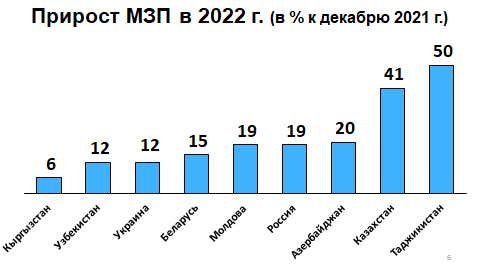 Прирост МЗП в 2022 г. (в % к декабрю 2021 г.)
6
12
12
15
19
19
20
41
50
Кыргызстан
Узбекистан
Украина
Беларусь
Молдова
Россия
Азербайджан
Казахстан
Таджикистан
6